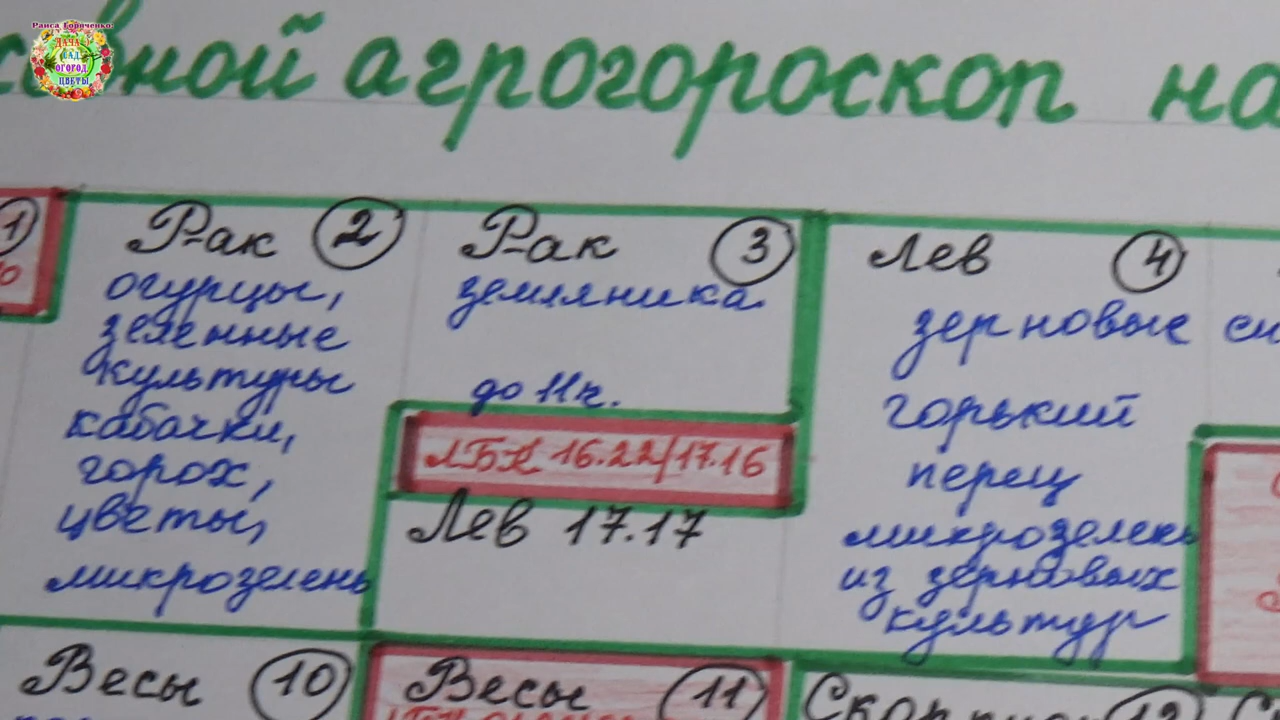 Раиса Горяченко:
ДАЧА
САД
ОГОРОД
ЦВЕТЫ
агрогороскоп на
1
Рак 2
огурцы,
зеленные
культуры
кабачки,
горох,
цветы,
микрозелень
Рак 3
земляника
до 11ч.
ЛБК 16.22/17.16
Лев 17.17
Лев 4
зерновые
горький
перец
микрозелень
из зерновых
культур
Весы 10
Весы 11